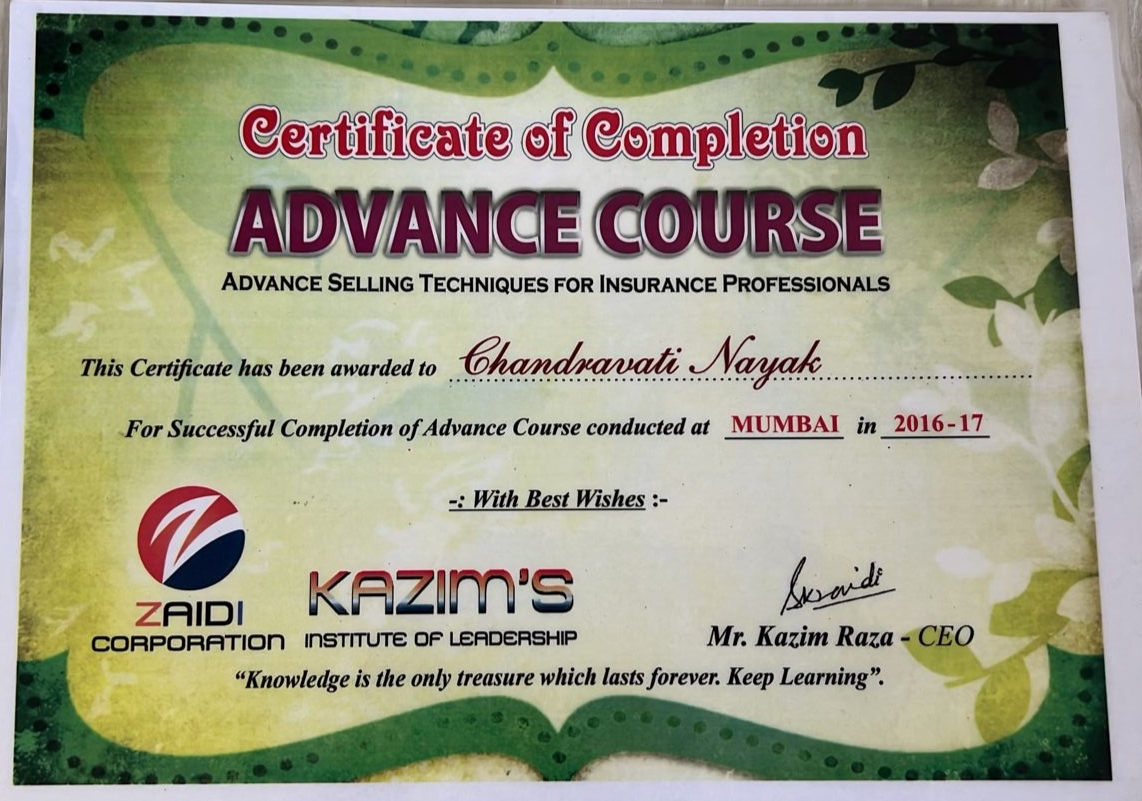 Certificate of Completion
ADVANCE COURSE
ADVANCE SELLING TECHNIQUES FOR INSURANCE PROFESSIONALS
This Certificate has been awarded to Chandravati Nayak
For Successful Completion of Advance Course conducted at MUMBAI in 2016-17
-: With Best Wishes :-
ZAIDI
CORPORATION
KAZIM'S
INSTITUTE OF LEADERSHIP
Mr. Kazim Raza - CEO
“Knowledge is the only treasure which lasts forever. Keep Learning”.